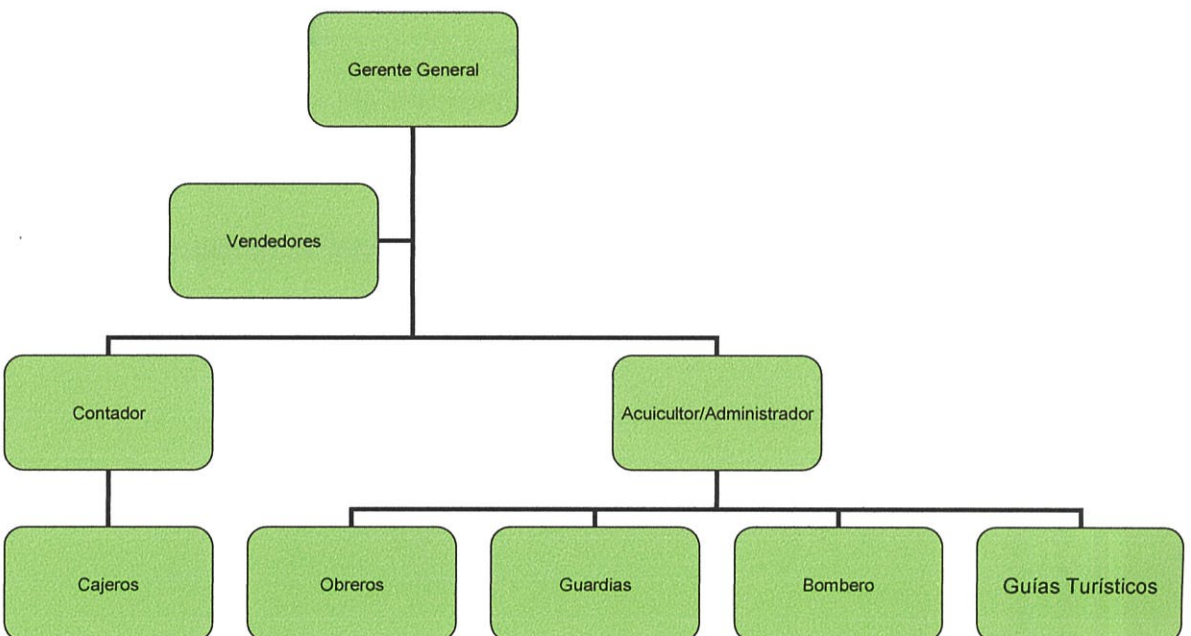 Gerente General
Vendedores
Contador
Acuicultor/Administrador
Cajeros
Obreros
Guardias
Bombero
Guías Turísticos